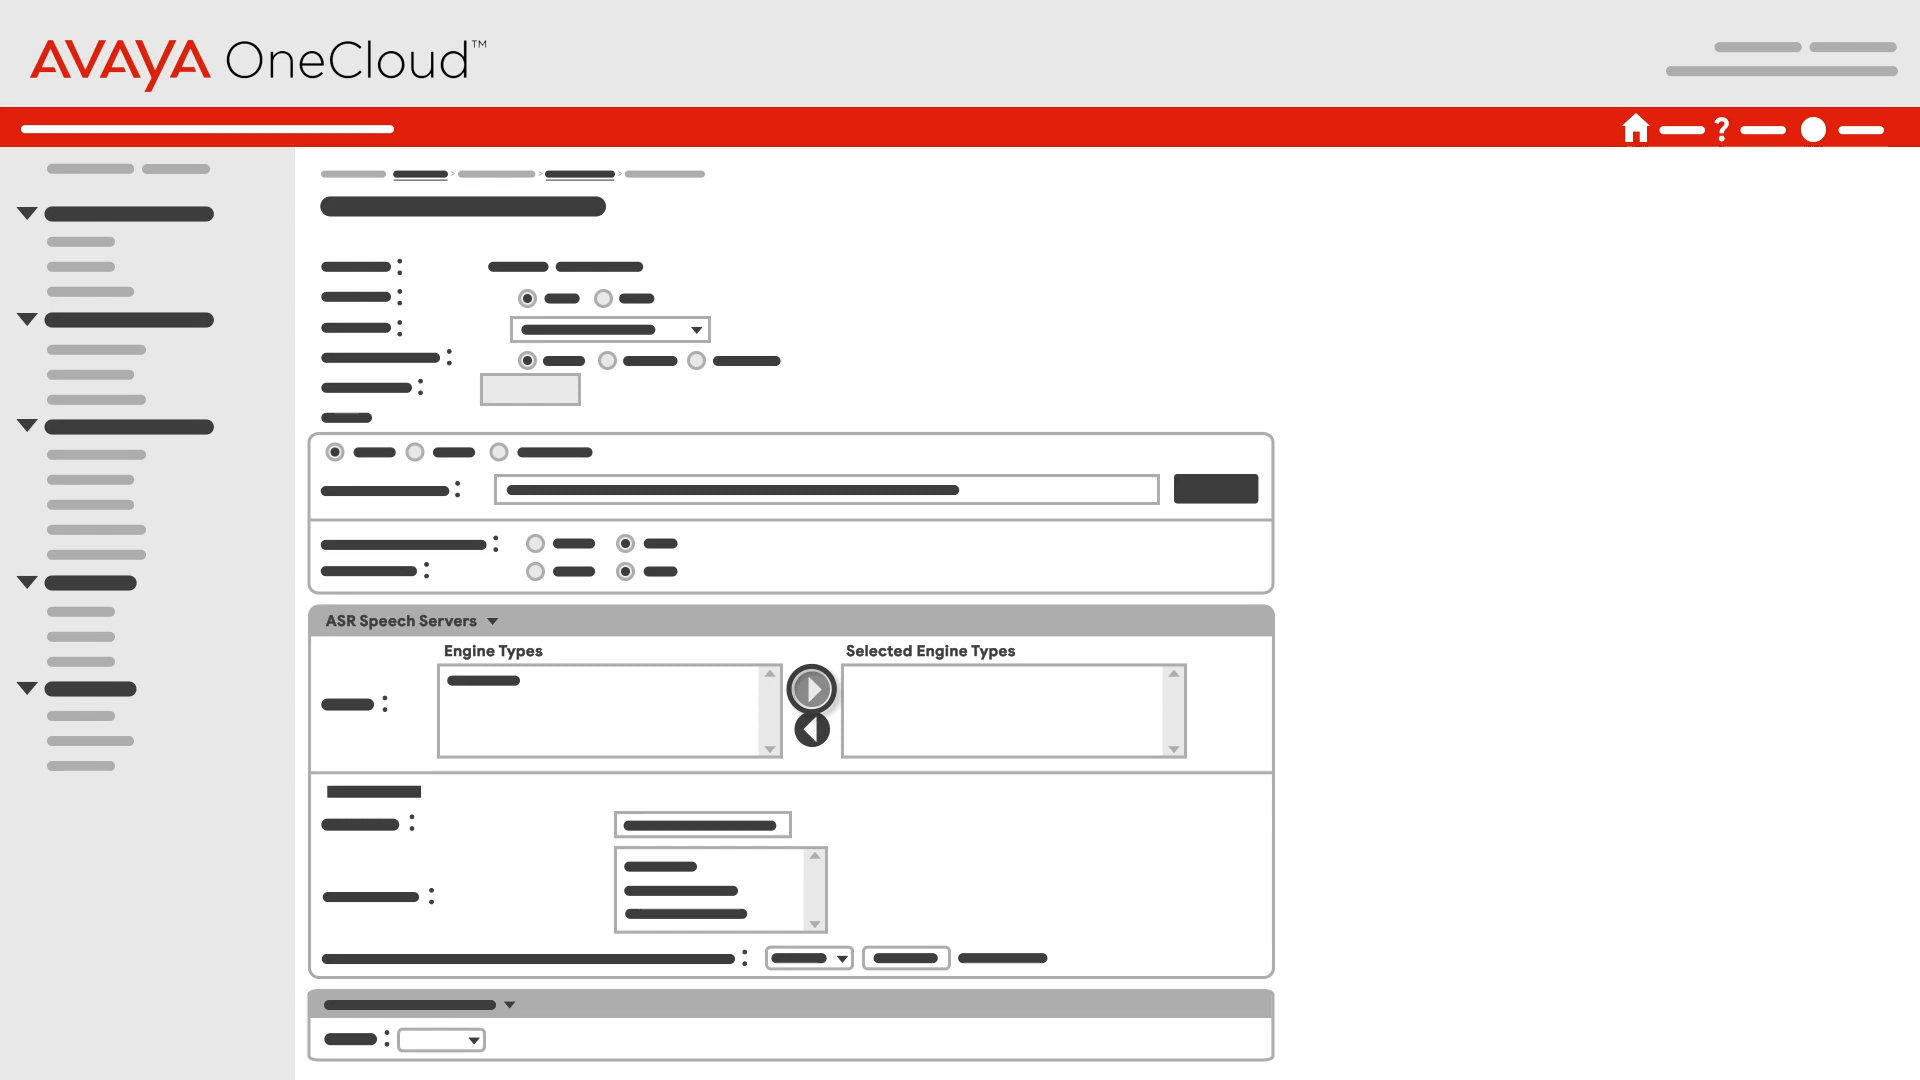 AVAYA OneCloud™
?
ASR Speech Servers
Engine Types
Selected Engine Types